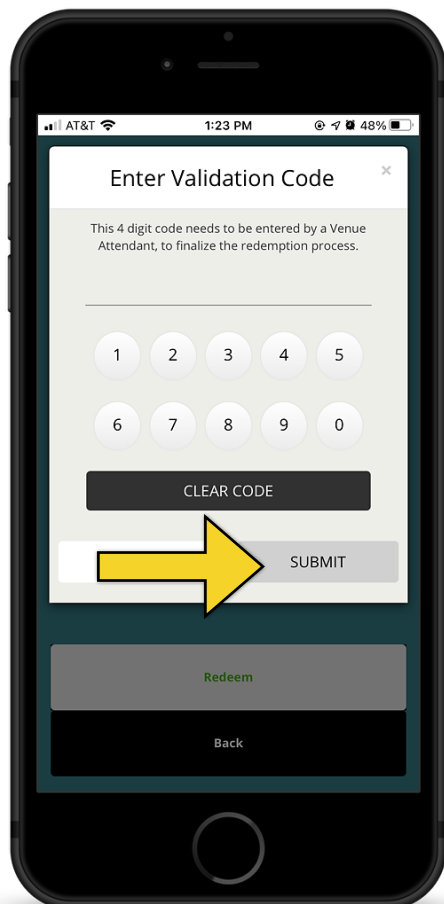 AT&T 1:23 PM 48%
Enter Validation Code ×
This 4 digit code needs to be entered by a Venue
Attendant, to finalize the redemption process.
1 2 3 4 5
6 7 8 9 0
CLEAR CODE
SUBMIT
Redeem
Back